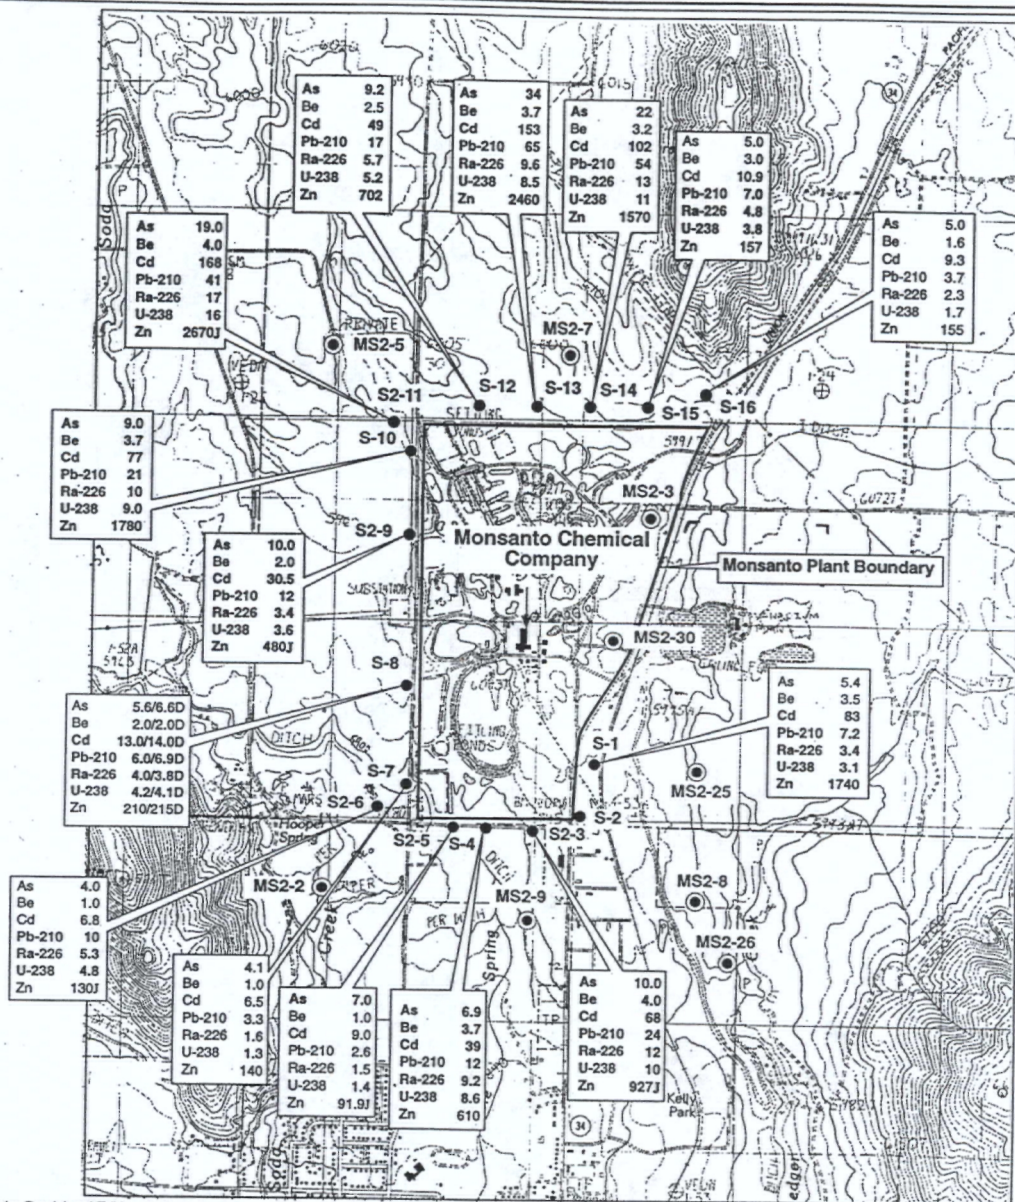 As 9.2
Be 2.5
Cd 49
Pb-210 17
Ra-226 5.7
U-238 5.2
Zn 702
As 34
Be 3.7
Cd 153
Pb-210 65
Ra-226 9.6
U-238 8.5
Zn 2460
As 22
Be 3.2
Cd 102
Pb-210 54
Ra-226 13
U-238 11
Zn 1570
As 5.0
Be 3.0
Cd 10.9
Pb-210 7.0
Ra-226 4.8
U-238 3.8
Zn 157
As 5.0
Be 1.6
Cd 9.3
Pb-210 3.7
Ra-226 2.3
U-238 1.7
Zn 155
As 19.0
Be 4.0
Cd 168
Pb-210 41
Ra-226 17
U-238 16
Zn 2670J
34
6015
Soda
MS2-5
MS2-7
S2-11
S-12
S-13
S-14
S-15
S-16
S-10
SETTLING
As 9.0
Be 3.7
Cd 77
Pb-210 21
Ra-226 10
U-238 9.0
Zn 1780
DITCH
MS2-3
S2-9
Monsanto Chemical
Company
Monsanto Plant Boundary
As 10.0
Be 2.0
Cd 30.5
Pb-210 12
Ra-226 3.4
U-238 3.6
Zn 480J
SUBSTATION
MS2-30
S-8
As 5.6/6.6D
Be 2.0/2.0D
Cd 13.0/14.0D
Pb-210 6.0/6.9D
Ra-226 4.0/3.8D
U-238 4.2/4.1D
Zn 210/215D
DITCH
As 5.4
Be 3.5
Cd 83
Pb-210 7.2
Ra-226 3.4
U-238 3.1
Zn 1740
S-1
MS2-25
S-7
S2-6
S-2
Hooper
Spring
S2-5
S-4
S2-3
DITCH
MS2-2
MS2-9
MS2-8
MS2-26
Creek
Spring
As 4.0
Be 1.0
Cd 6.8
Pb-210 10
Ra-226 5.3
U-238 4.8
Zn 130J
As 4.1
Be 1.0
Cd 6.5
Pb-210 3.3
Ra-226 1.6
U-238 1.3
Zn 140
As 7.0
Be 1.0
Cd 9.0
Pb-210 2.6
Ra-226 1.5
U-238 1.4
Zn 91.9J
As 6.9
Be 3.7
Cd 39
Pb-210 12
Ra-226 9.2
U-238 8.6
Zn 610
As 10.0
Be 4.0
Cd 68
Pb-210 24
Ra-226 12
U-238 10
Zn 927J
Kelly
Park
34
Soda